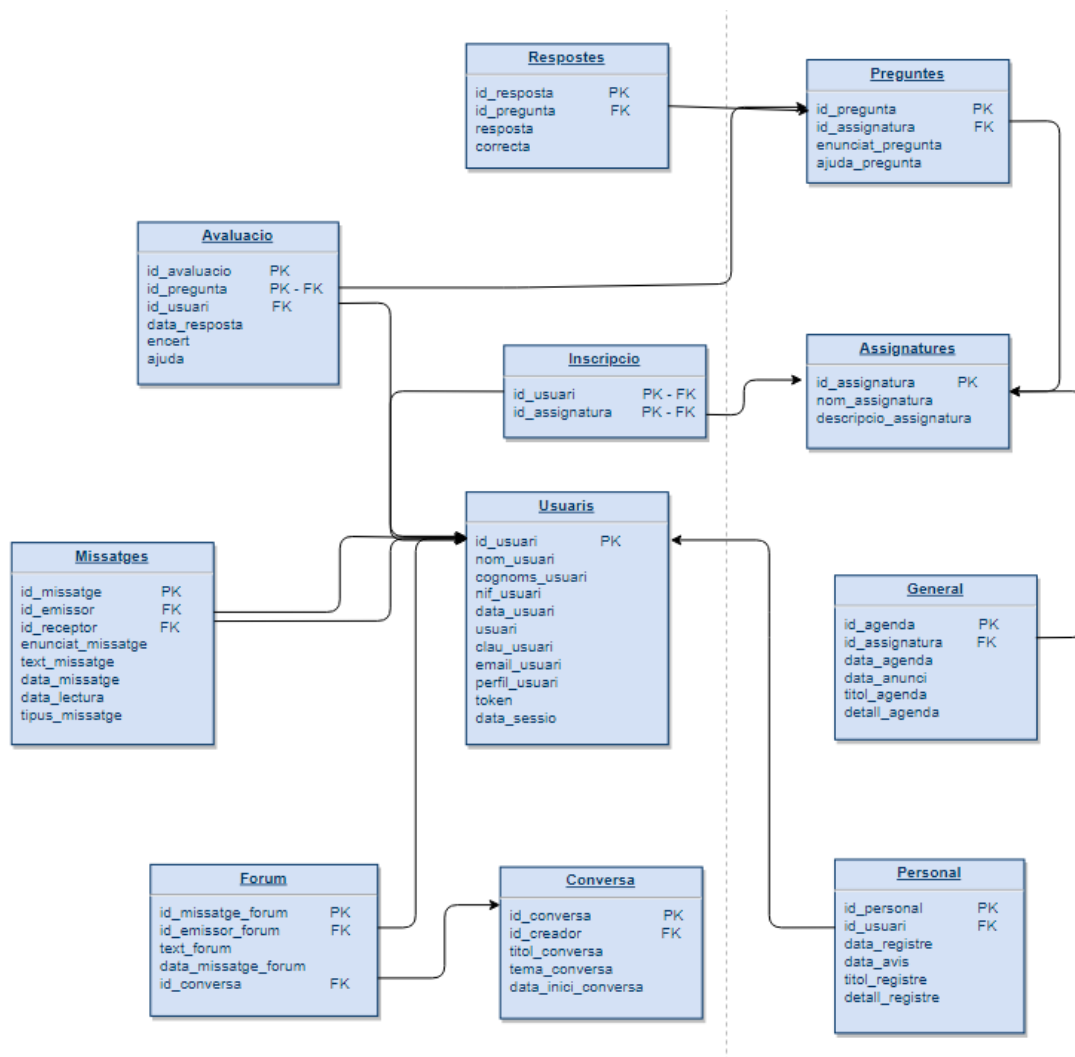 Respostes
id_resposta PK
id_pregunta FK
resposta
correcta
Preguntes
id_pregunta PK
id_assignatura FK
enunciat_pregunta
ajuda_pregunta
Avaluacio
id_avaluacio PK
id_pregunta PK - FK
id_usuari FK
data_resposta
encert
ajuda
Inscripcio
id_usuari PK - FK
id_assignatura PK - FK
Assignatures
id_assignatura PK
nom_assignatura
descripcio_assignatura
Missatges
id_missatge PK
id_emissor FK
id_receptor FK
enunciat_missatge
text_missatge
data_missatge
data_lectura
tipus_missatge
Usuaris
id_usuari PK
nom_usuari
cognoms_usuari
nif_usuari
data_usuari
usuari
clau_usuari
email_usuari
perfil_usuari
token
data_sessio
General
id_agenda PK
id_assignatura FK
data_agenda
data_anunci
titol_agenda
detall_agenda
Forum
id_missatge_forum PK
id_emissor_forum FK
text_forum
data_missatge_forum
id_conversa FK
Conversa
id_conversa PK
id_creador FK
titol_conversa
tema_conversa
data_inici_conversa
Personal
id_personal PK
id_usuari FK
data_registre
data_avis
titol_registre
detall_registre